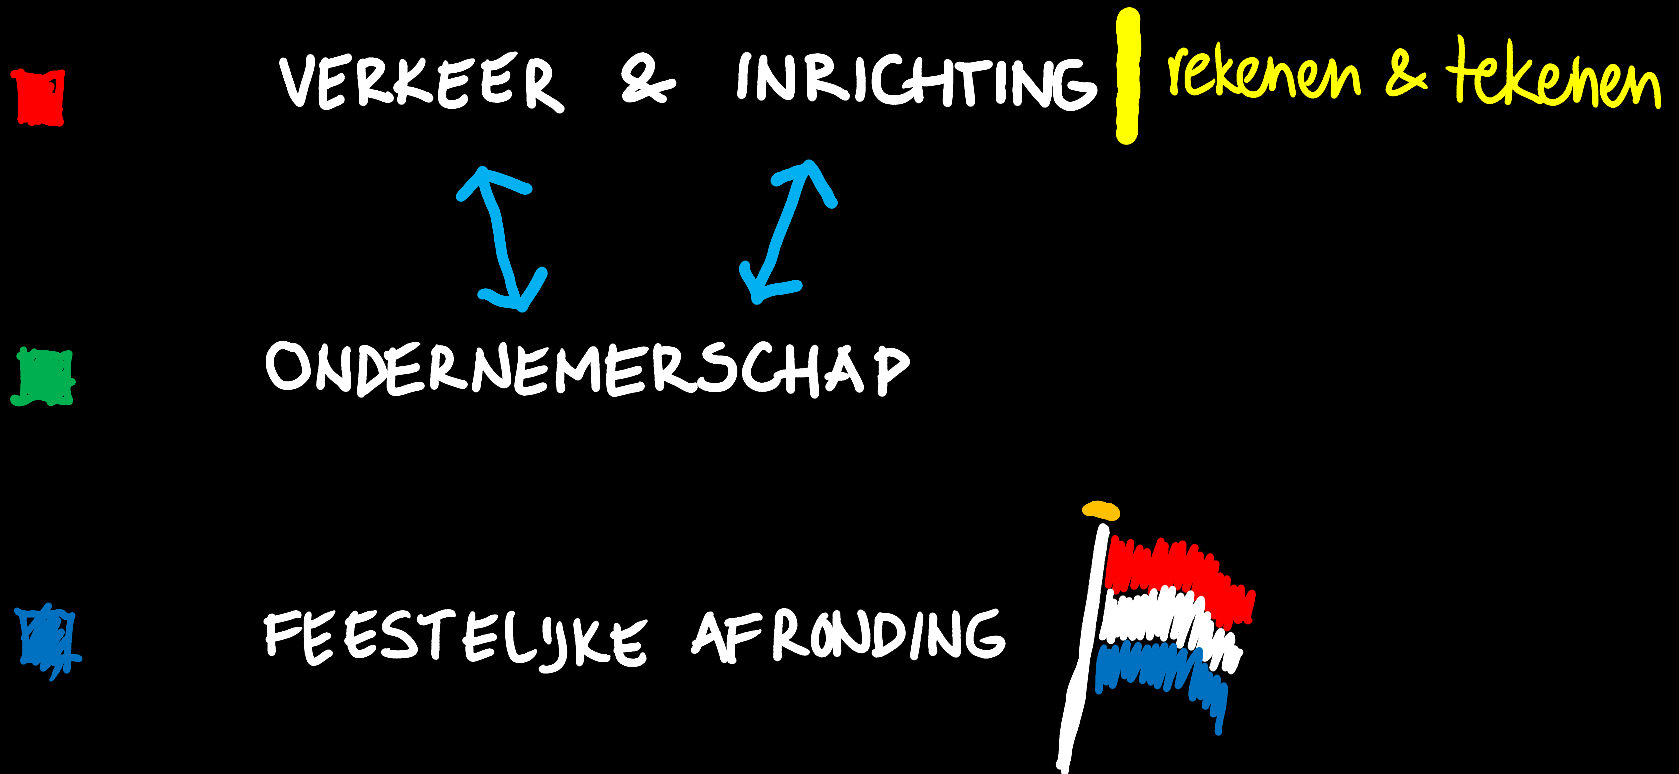 VERKEER & INRICHTING rekenen & tekenen
ONDERNEMERSCHAP
FEESTELIJKE AFRONDING